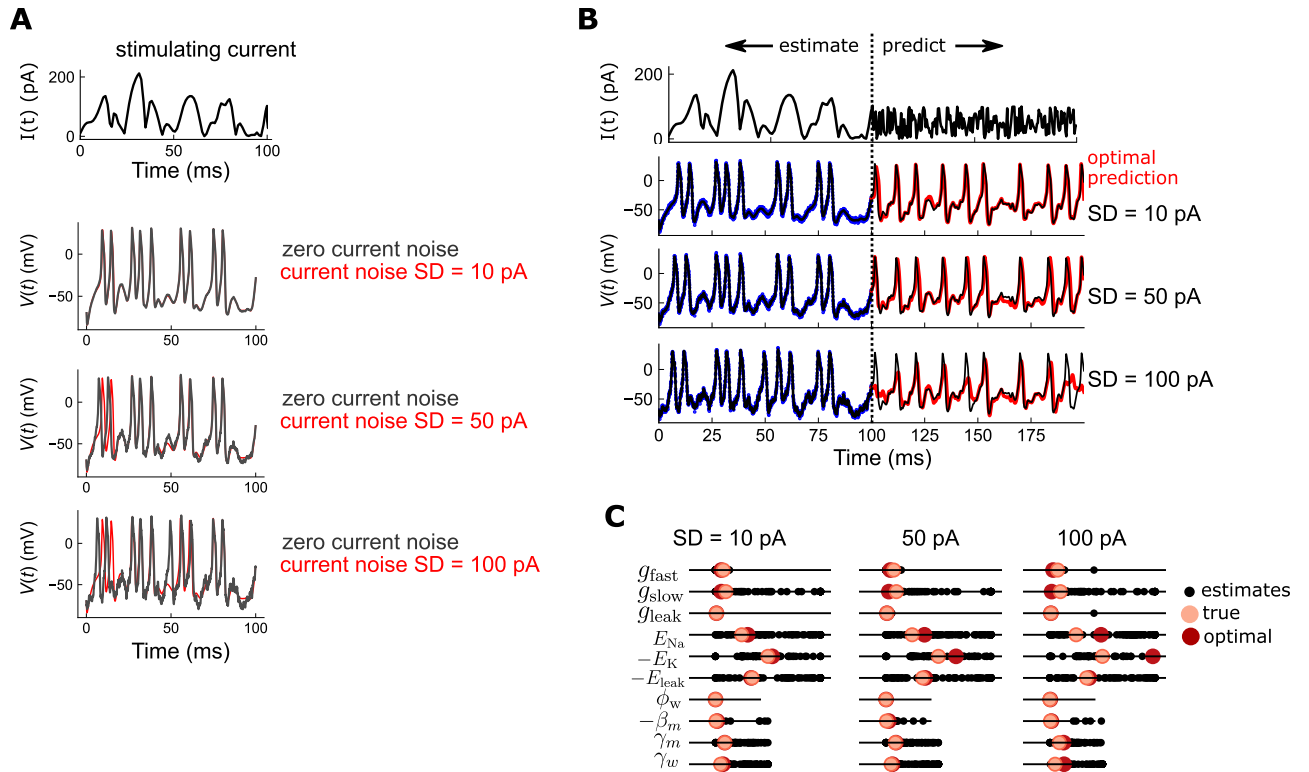 A
stimulating current
I(t) (pA)
200
0
0 50 100
Time (ms)
V(t) (mV)
0
−50
0 50 100
zero current noise
current noise SD = 10 pA
V(t) (mV)
0
−50
0 50 100
zero current noise
current noise SD = 50 pA
V(t) (mV)
0
−50
0 50 100
Time (ms)
zero current noise
current noise SD = 100 pA
B
estimate predict
I(t) (pA)
200
0
optimal
prediction
0
−50
SD = 10 pA
V(t) (mV)
0
−50
SD = 50 pA
0
−50
SD = 100 pA
0 25 50 75 100 125 150 175
Time (ms)
C
SD = 10 pA 50 pA 100 pA
g_fast
g_slow
g_leak
E_Na
−E_K
−E_leak
ϕ_w
−β_m
γ_m
γ_w
estimates
true
optimal